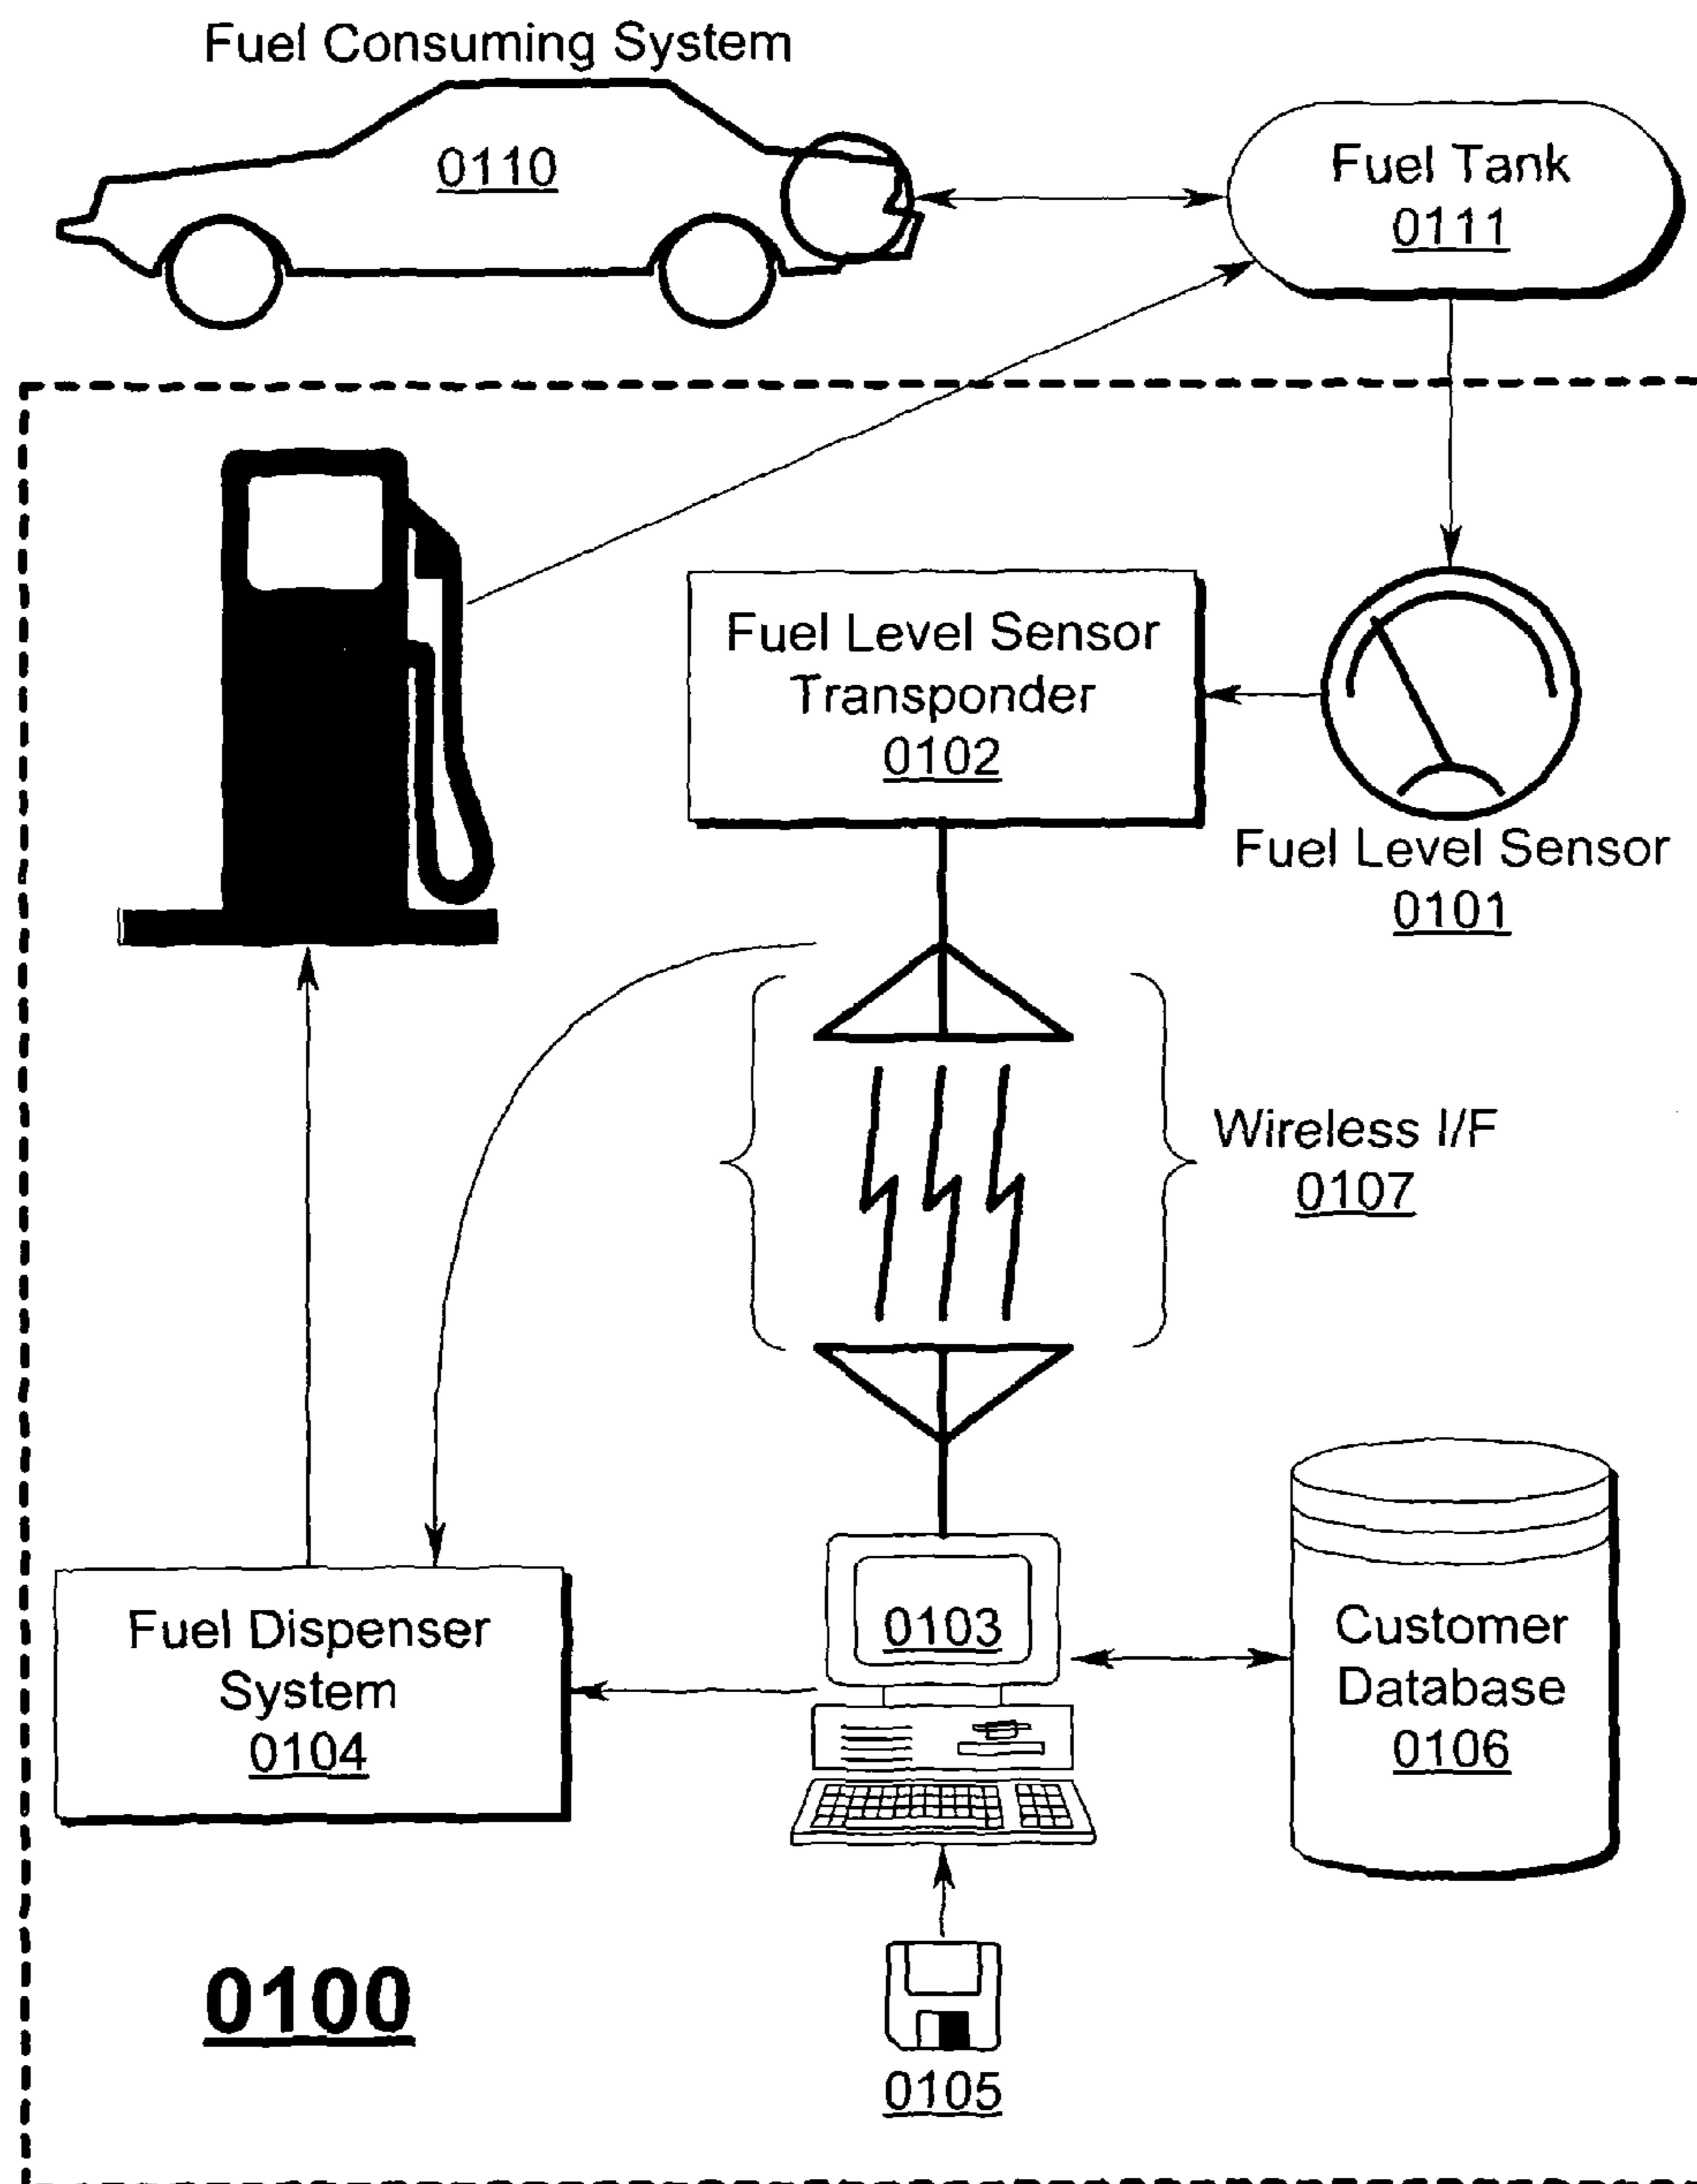 Fuel Consuming System
0110
Fuel Tank
0111
Fuel Level Sensor
Transponder
0102
Fuel Level Sensor
0101
Wireless I/F
0107
Fuel Dispenser
System
0104
0103
Customer
Database
0106
0100
0105